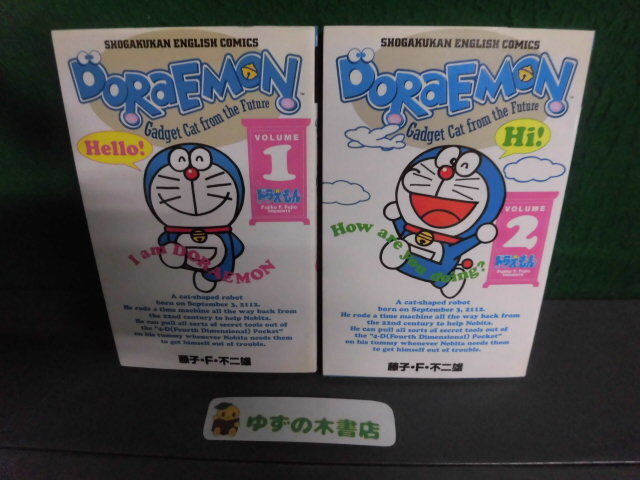 SHOGAKUKAN ENGLISH COMICS
DORAEMON
Gadget Cat from the Future
Hello!
VOLUME
1
ドラえもん
Fujiko F. Fujio
PRESENTS
I am DORAEMON
A cat-shaped robot
born on September 3, 2112.
He rode a time machine all the way back from
the 22nd century to help Nobita.
He can pull all sorts of secret tools out of
the "4-D(Fourth Dimensional) Pocket"
on his tummy whenever Nobita needs them
to get himself out of trouble.
藤子・F・不二雄
SHOGAKUKAN ENGLISH COMICS
DORAEMON
Gadget Cat from the Future
Hi!
VOLUME
2
ドラえもん
Fujiko F. Fujio
PRESENTS
How are you doing?
A cat-shaped robot
born on September 3, 2112.
He rode a time machine all the way back from
the 22nd century to help Nobita.
He can pull all sorts of secret tools out of
the "4-D(Fourth Dimensional) Pocket"
on his tummy whenever Nobita needs them
to get himself out of trouble.
藤子・F・不二雄
ゆずの木書店